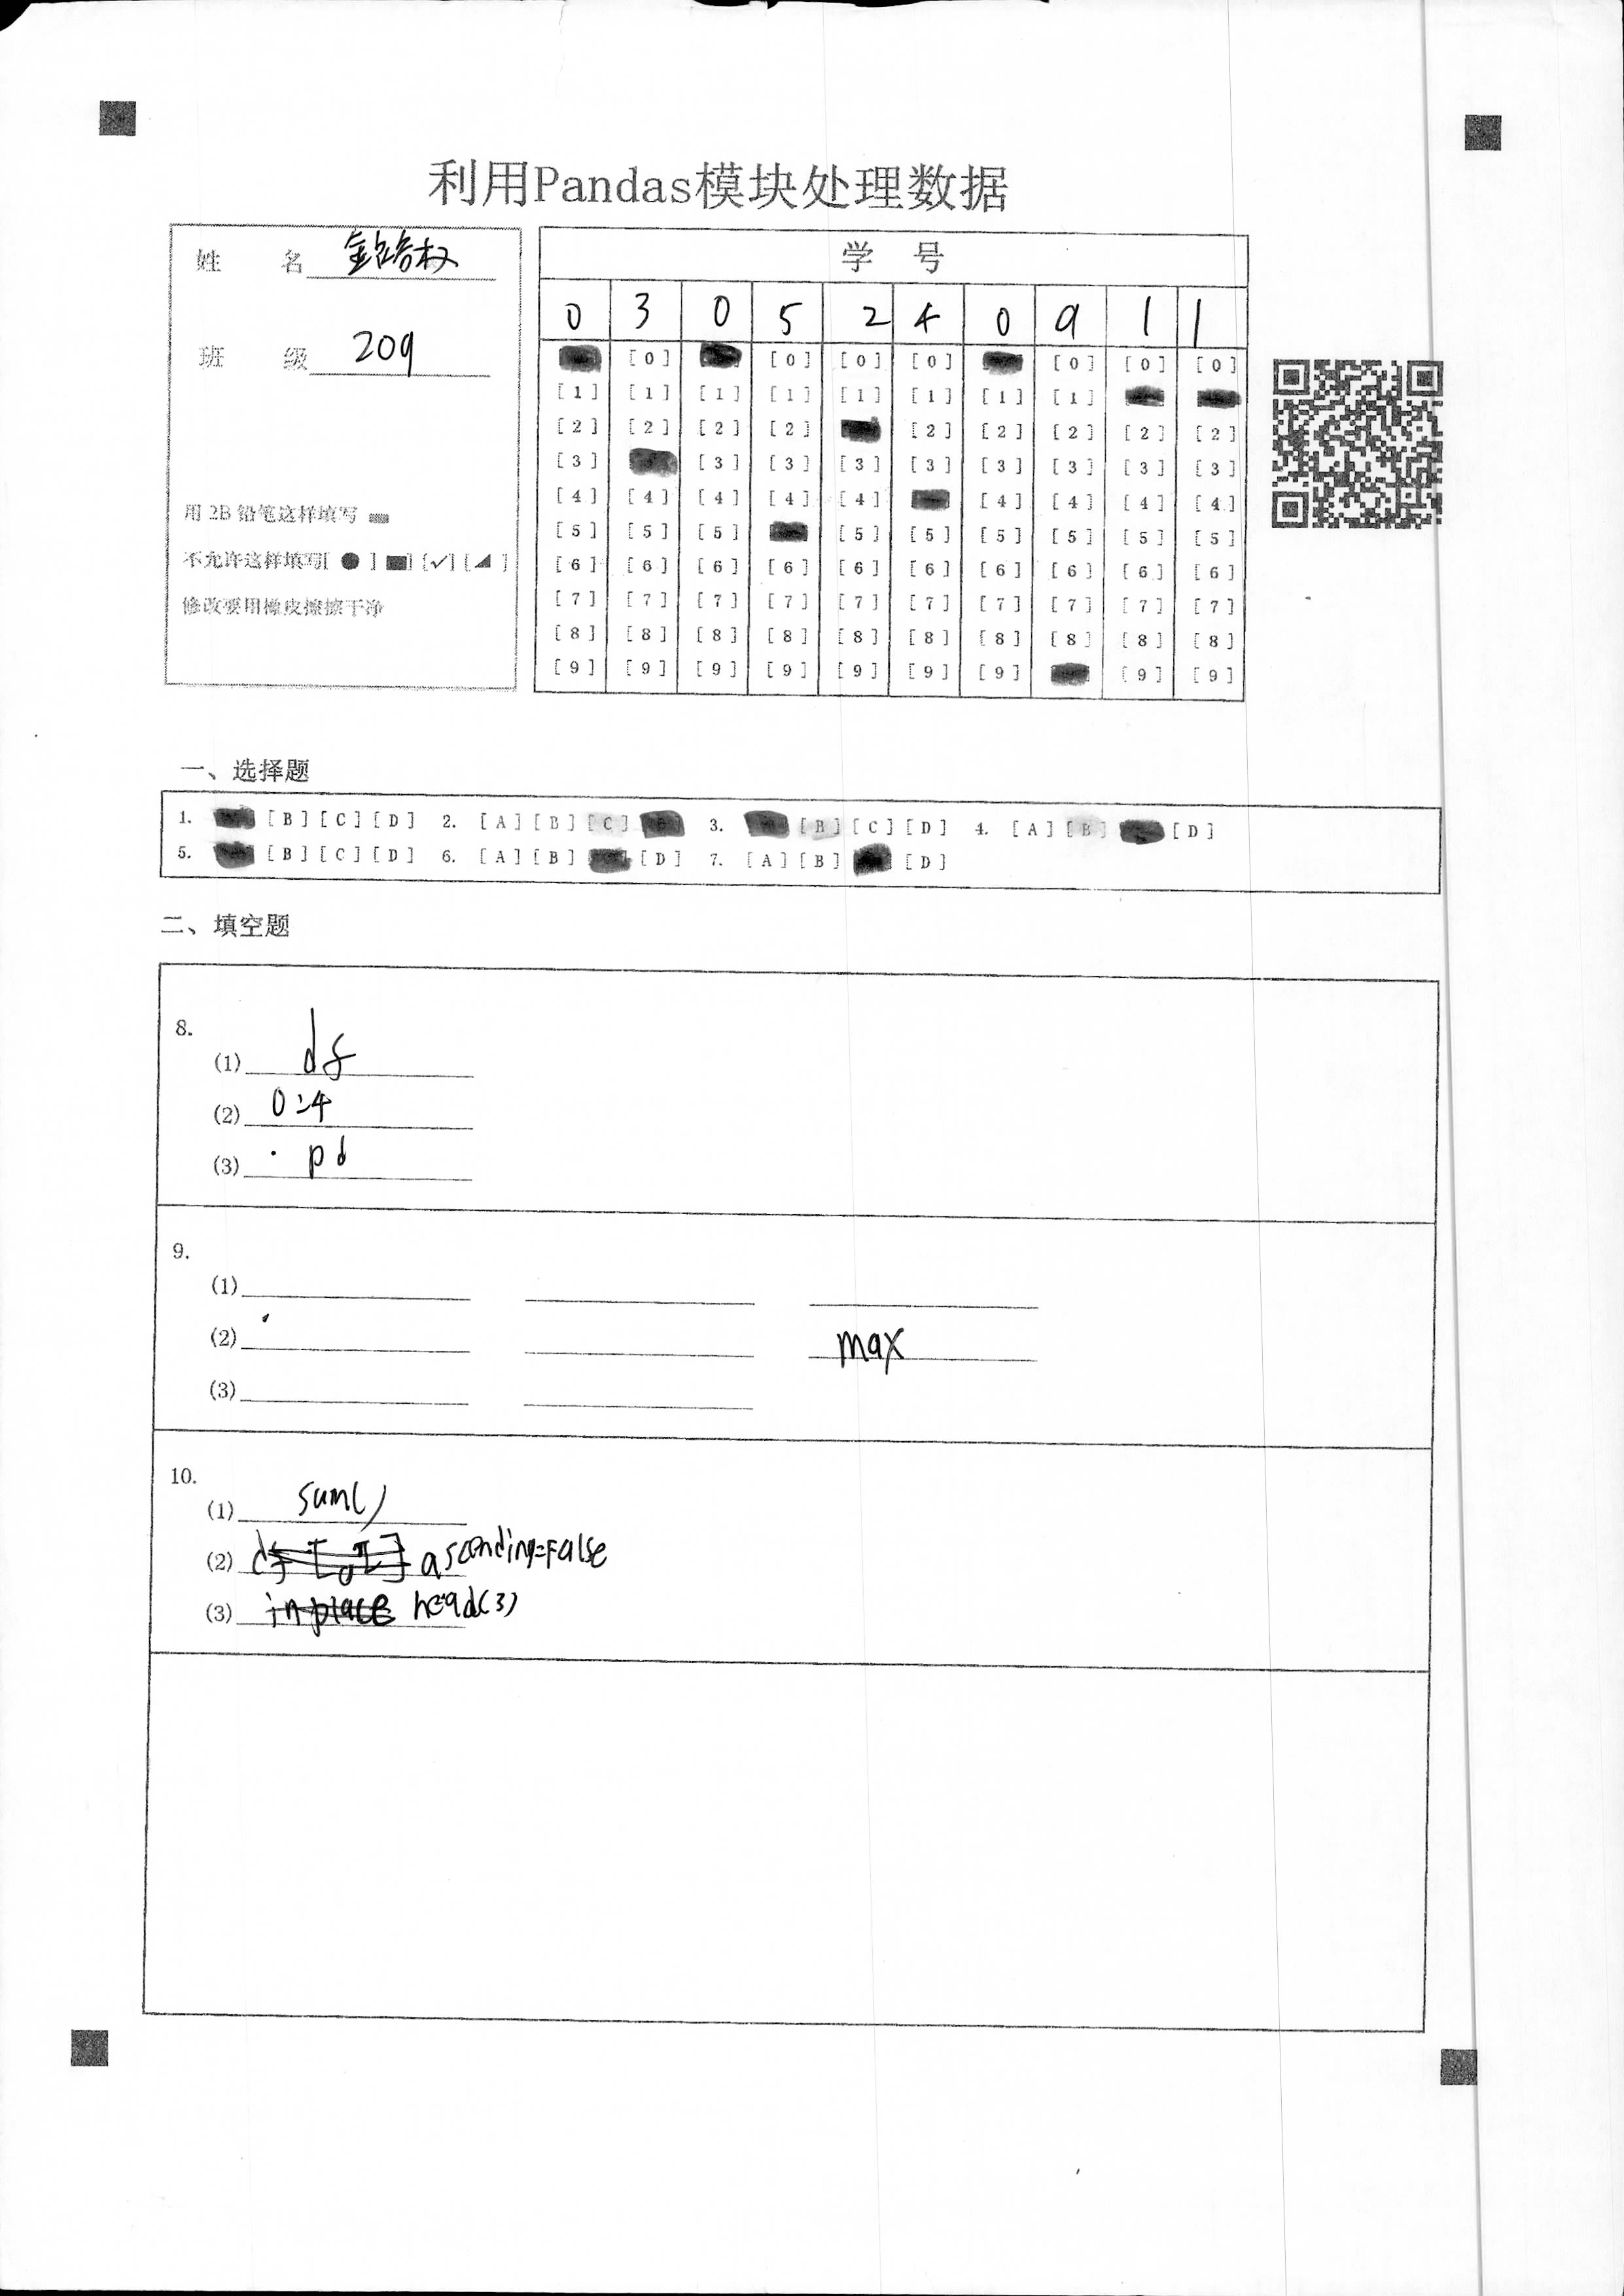 利用Pandas模块处理数据
姓 名
班 级 209
用 2B 铅笔这样填写
不允许这样填写[ ● ] [■] [✓] [◢ ]
修改要用橡皮擦擦干净
学 号
0 3 0 5 2 4 0 9 1 1
[0] [0] [0] [0] [0] [0] [0]
[1] [1] [1] [1] [1] [1] [1] [1]
[2] [2] [2] [2] [2] [2] [2] [2] [2]
[3] [3] [3] [3] [3] [3] [3] [3] [3]
[4] [4] [4] [4] [4] [4] [4] [4] [4]
[5] [5] [5] [5] [5] [5] [5] [5] [5]
[6] [6] [6] [6] [6] [6] [6] [6] [6] [6]
[7] [7] [7] [7] [7] [7] [7] [7] [7] [7]
[8] [8] [8] [8] [8] [8] [8] [8] [8] [8]
[9] [9] [9] [9] [9] [9] [9] [9] [9]
一、选择题
1. [B] [C] [D] 2. [A] [B] [C] 3. [B] [C] [D] 4. [A] [B] [D]
5. [B] [C] [D] 6. [A] [B] [D] 7. [A] [B] [D]
二、填空题
8.
(1) df
(2) 0:4
(3) pd
9.
(1)
(2) max
(3)
10.
(1) sum()
(2) asconding=False
(3) inplace head(3)